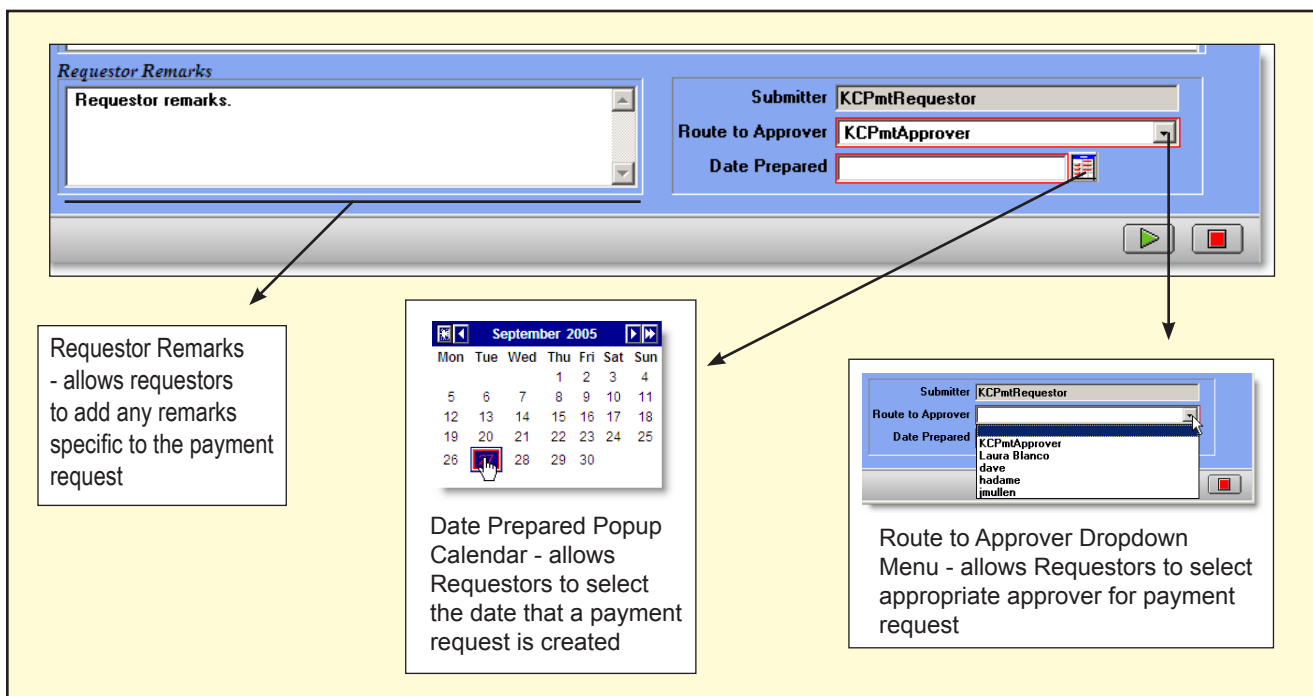 Requestor Remarks
Requestor remarks.
Submitter KCPmtRequestor
Route to Approver KCPmtApprover
Date Prepared
Requestor Remarks
- allows requestors
to add any remarks
specific to the payment
request
September 2005
Mon Tue Wed Thu Fri Sat Sun
1 2 3 4
5 6 7 8 9 10 11
12 13 14 15 16 17 18
19 20 21 22 23 24 25
26 27 28 29 30
Date Prepared Popup
Calendar - allows
Requestors to select
the date that a payment
request is created
Submitter KCPmtRequestor
Route to Approver
Date Prepared
KCPmtApprover
Laura Blanco
dave
hadame
jmullen
Route to Approver Dropdown
Menu - allows Requestors to select
appropriate approver for payment
request